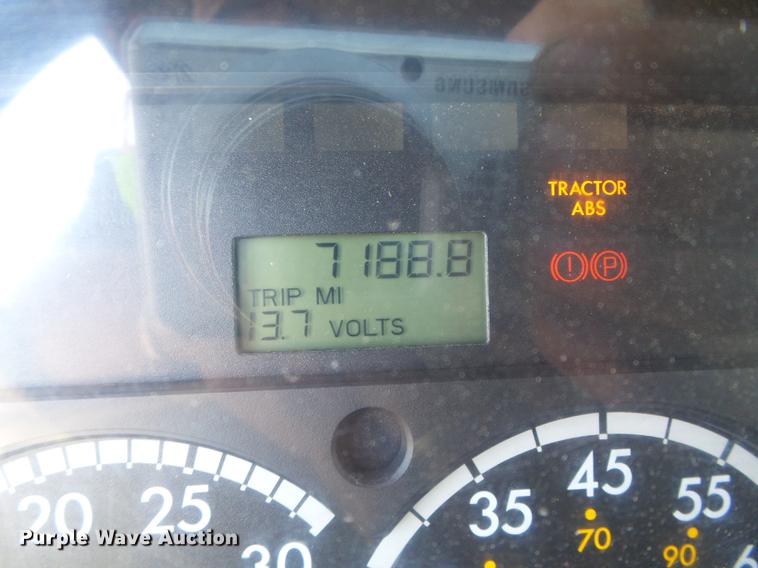 SAMSUNG
TRACTOR
ABS
7188.8
TRIP MI
13.7 VOLTS
(!) (P)
20 25 30
35 45 55
70 90
Purple Wave Auction